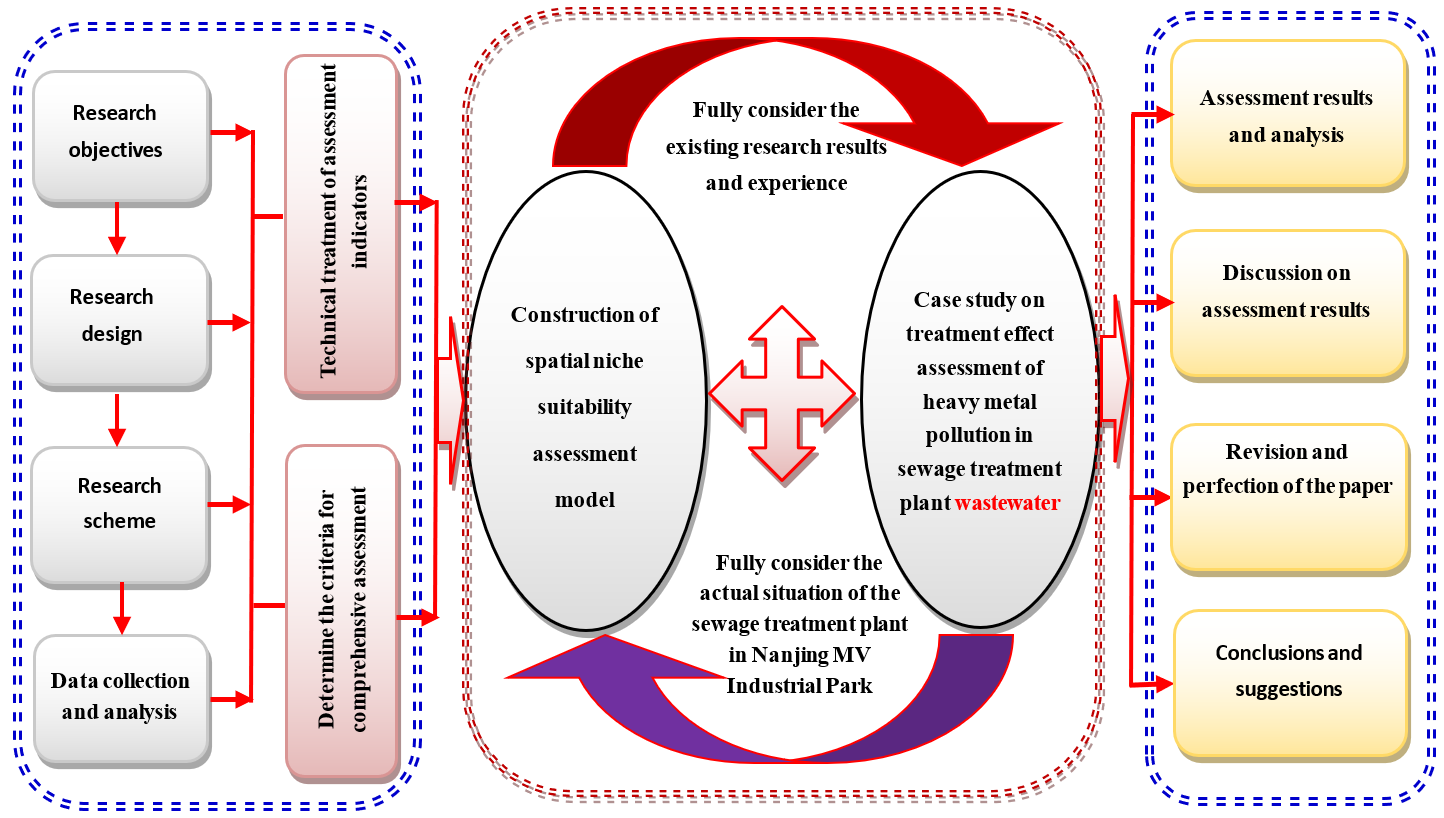 Research
objectives
Research
design
Research
scheme
Data collection
and analysis
Technical treatment of assessment
indicators
Determine the criteria for
comprehensive assessment
Fully consider the
existing research results
and experience
Construction of
spatial niche
suitability
assessment
model
Case study on
treatment effect
assessment of
heavy metal
pollution in
sewage treatment
plant wastewater
Fully consider the
actual situation of the
sewage treatment plant
in Nanjing MV
Industrial Park
Assessment results
and analysis
Discussion on
assessment results
Revision and
perfection of the paper
Conclusions and
suggestions